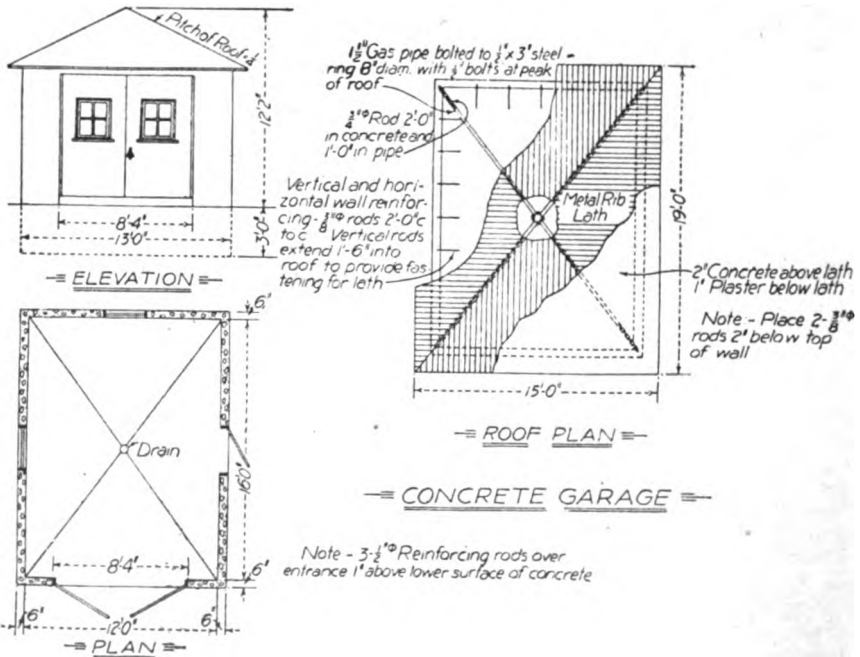 Pitch of Roof-¼
12'2"
3'-0"
8'-4"
13'0"
ELEVATION
1½" Gas pipe bolted to ½" x 3" steel-
ring 8" diam. with ¼" bolts at peak
of roof
¾"Φ Rod 2'-0"
in concrete and
1'-0" in pipe
Vertical and hori-
zontal wall reinfor-
cing - ⅜"Φ rods 2'-0" c
to c Vertical rods
extend 1'-6" into
roof to provide fas
tening for lath
Metal Rib
Lath
19'-0"
2" Concrete above lath
1" Plaster below lath
Note - Place 2-⅜"Φ
rods 2" below top
of wall
15'-0"
ROOF PLAN
CONCRETE GARAGE
Note - 3-½"Φ Reinforcing rods over
entrance 1" above lower surface of concrete
6"
Drain
16'0"
8'-4"
6"
6"
12'0"
6"
PLAN